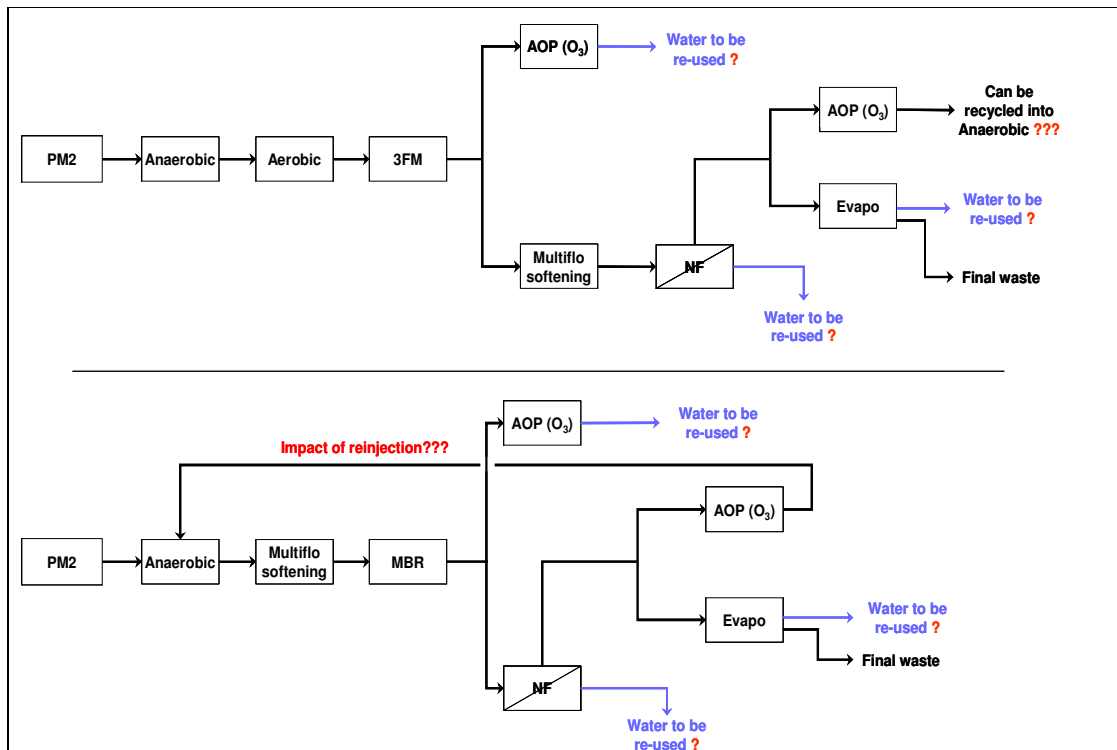 AOP (O3)
Water to be
re-used ?
AOP (O3)
Can be
recycled into
Anaerobic ???
PM2
Anaerobic
Aerobic
3FM
Evapo
Water to be
re-used ?
Multiflo
softening
NF
Final waste
Water to be
re-used ?
AOP (O3)
Water to be
re-used ?
Impact of reinjection???
AOP (O3)
PM2
Anaerobic
Multiflo
softening
MBR
Evapo
Water to be
re-used ?
Final waste
NF
Water to be
re-used ?